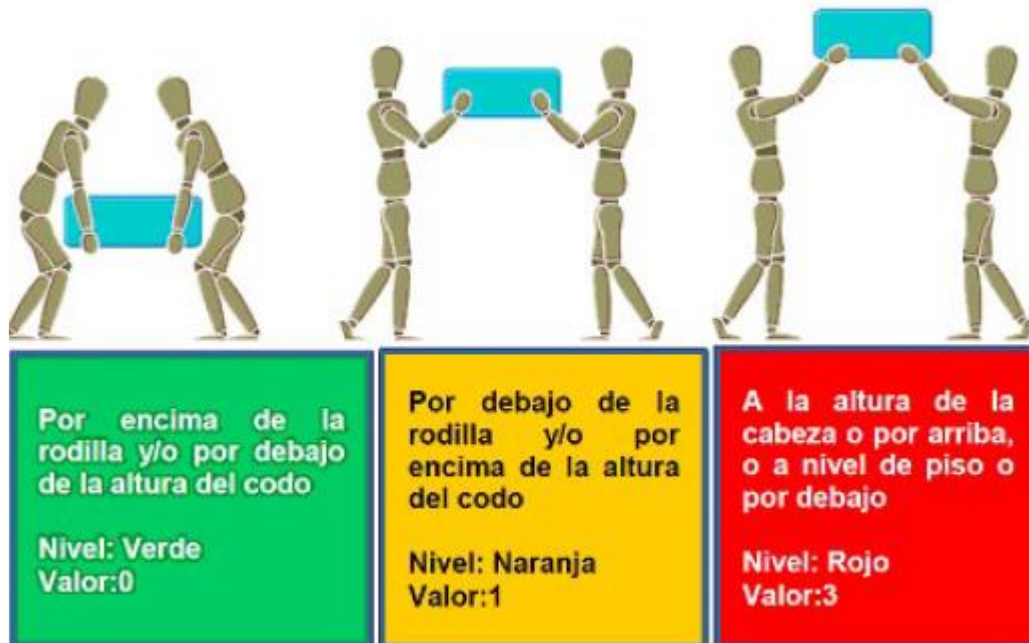 Por encima de la
rodilla y/o por debajo
de la altura del codo
Nivel: Verde
Valor:0
Por debajo de la
rodilla y/o por
encima de la altura
del codo
Nivel: Naranja
Valor:1
A la altura de la
cabeza o por arriba,
o a nivel de piso o
por debajo
Nivel: Rojo
Valor:3